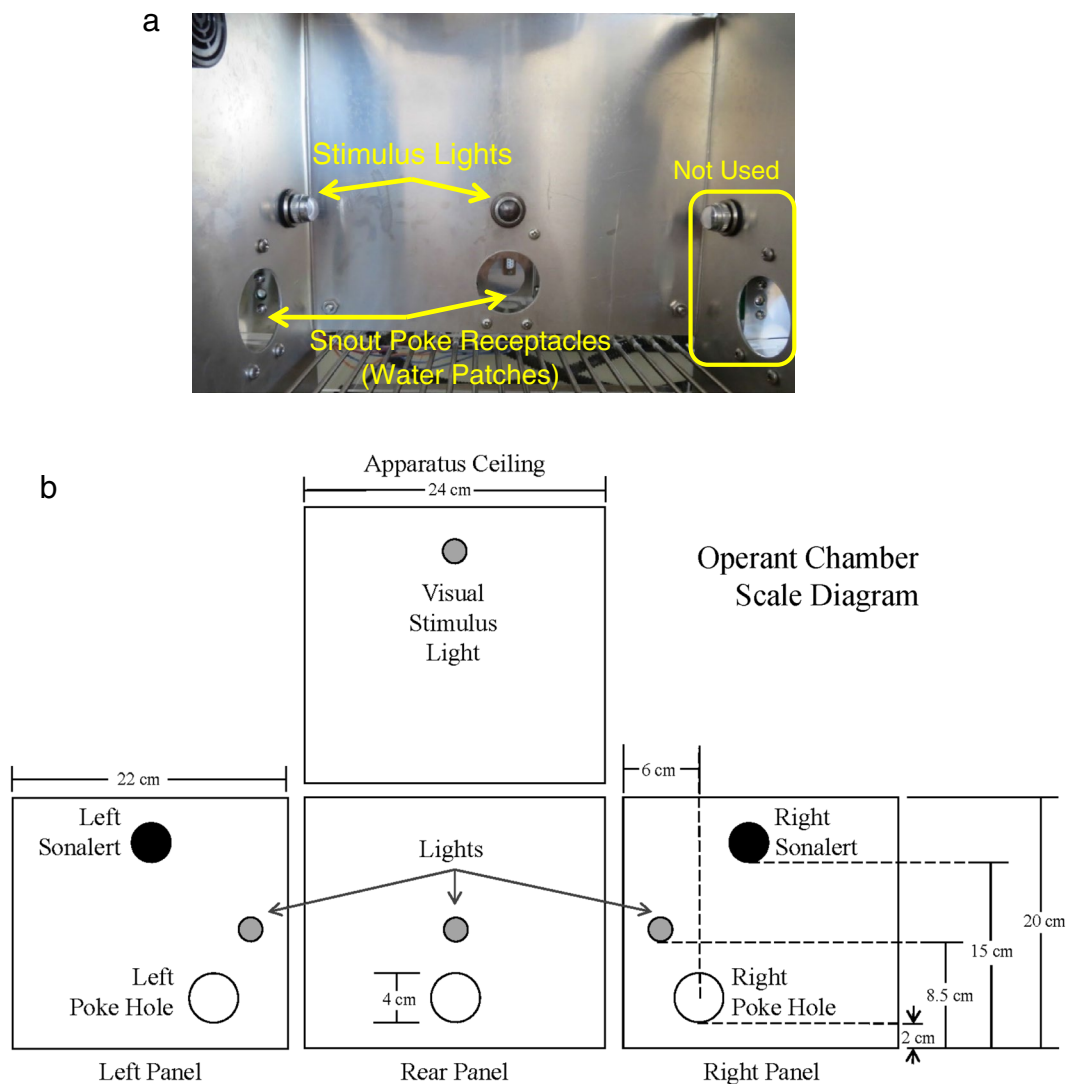 a
Stimulus Lights
Not Used
Snout Poke Receptacles
(Water Patches)
b
Apparatus Ceiling
24 cm
Visual
Stimulus
Light
Operant Chamber
Scale Diagram
22 cm
6 cm
Left
Sonalert
Lights
Right
Sonalert
20 cm
15 cm
8.5 cm
2 cm
Left
Poke Hole
4 cm
Right
Poke Hole
Left Panel
Rear Panel
Right Panel